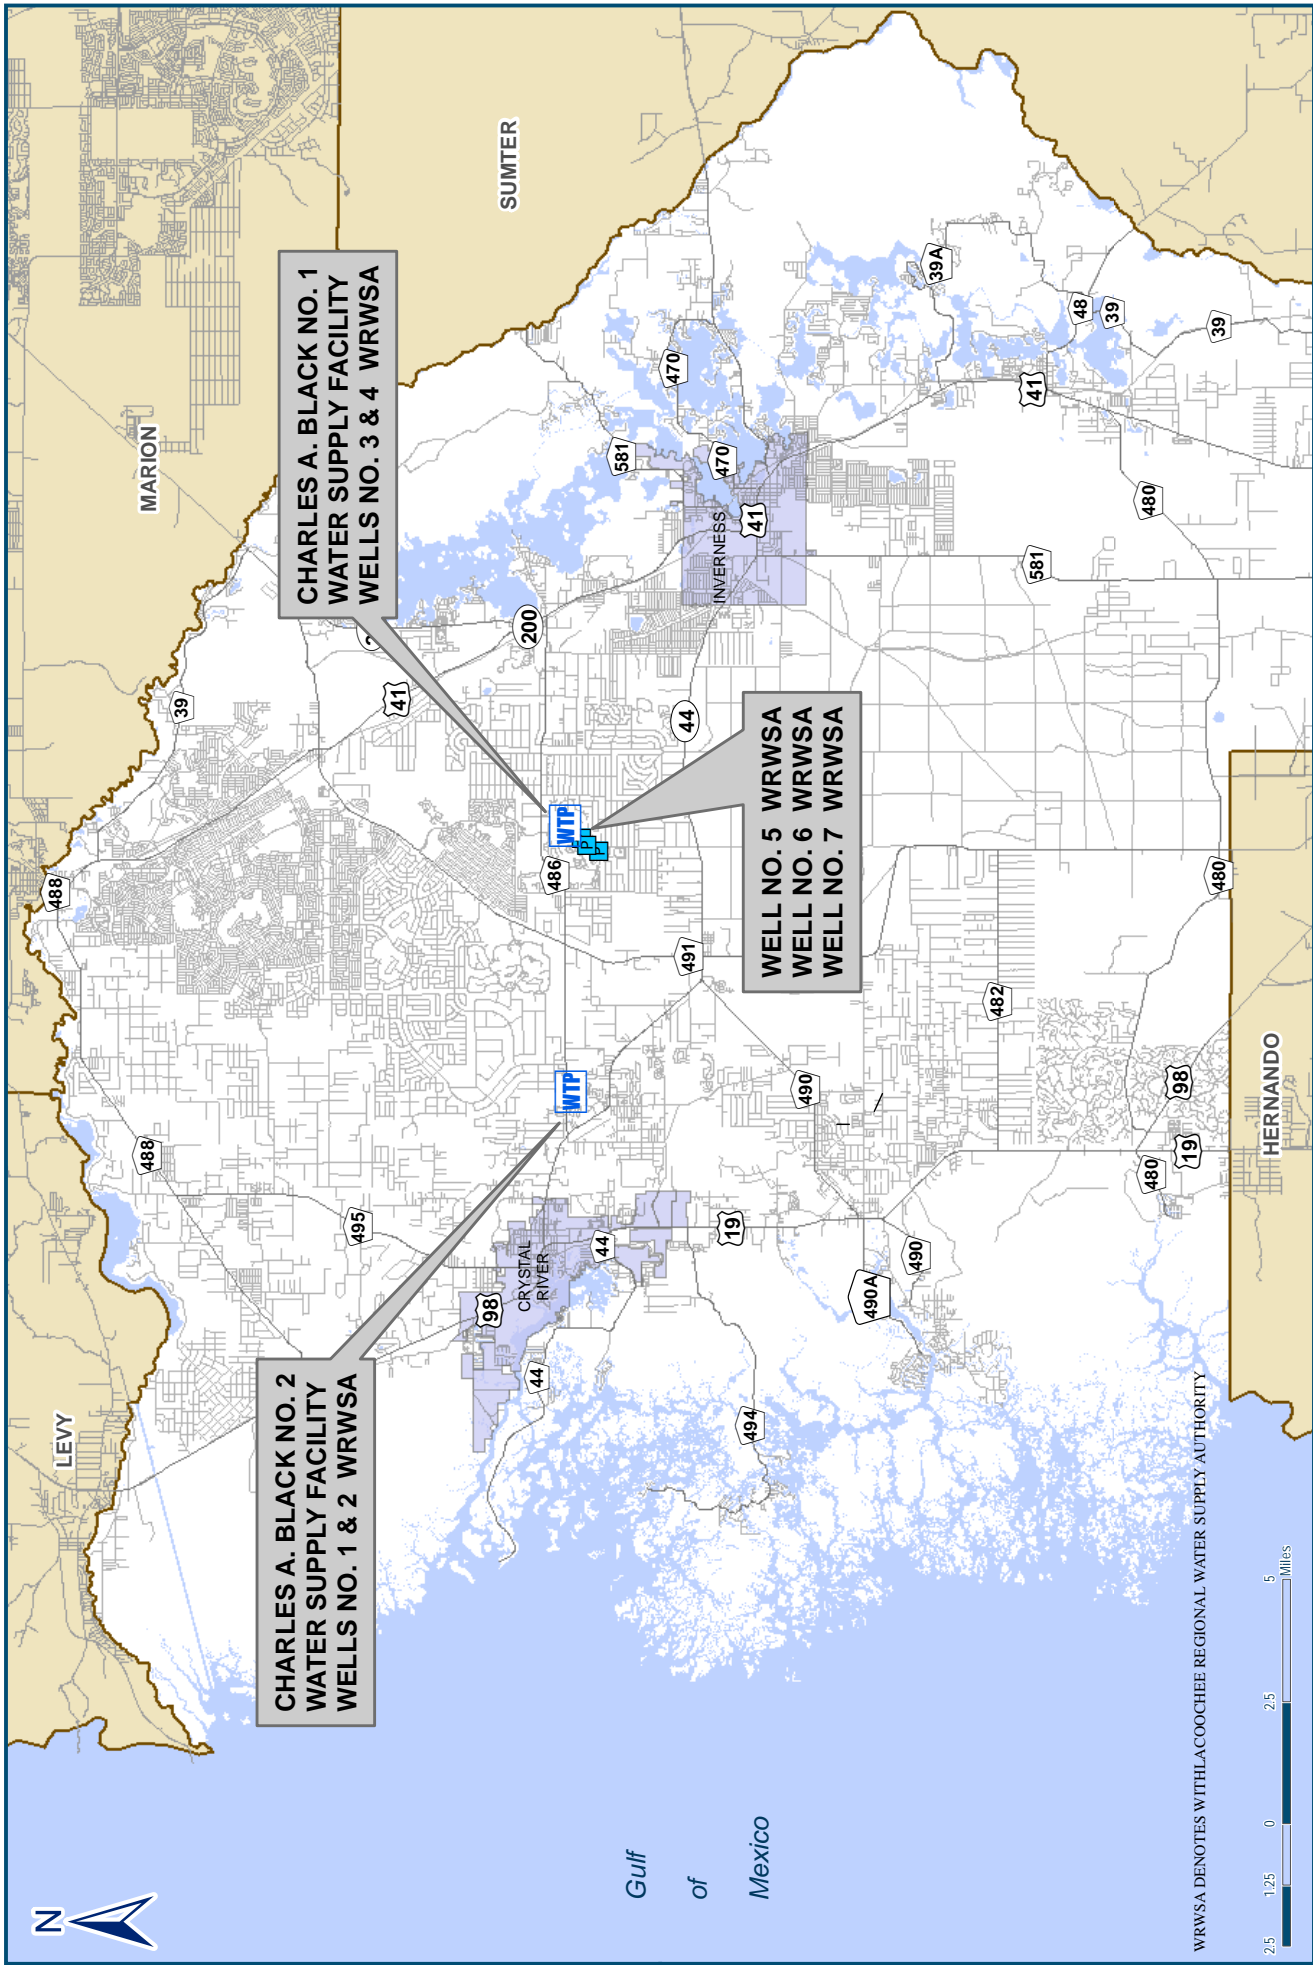 N
LEVY
488
488
MARION
39
CHARLES A. BLACK NO. 2
WATER SUPPLY FACILITY
WELLS NO. 1 & 2 WRWSA
CHARLES A. BLACK NO. 1
WATER SUPPLY FACILITY
WELLS NO. 3 & 4 WRWSA
495
41
98
SUMTER
CRYSTAL
RIVER
200
44
486
WTP
WTP
P
P
44
581
Gulf
of
Mexico
470
44
491
470
INVERNESS
19
494
41
WELL NO. 5 WRWSA
WELL NO. 6 WRWSA
WELL NO. 7 WRWSA
490
490A
490
39A
482
41
581
48
39
480
480
98
19
480
39
WRWSA DENOTES WITHLACOOCHEE REGIONAL WATER SUPPLY AUTHORITY
HERNANDO
2.5 1.25 0 2.5 5
Miles